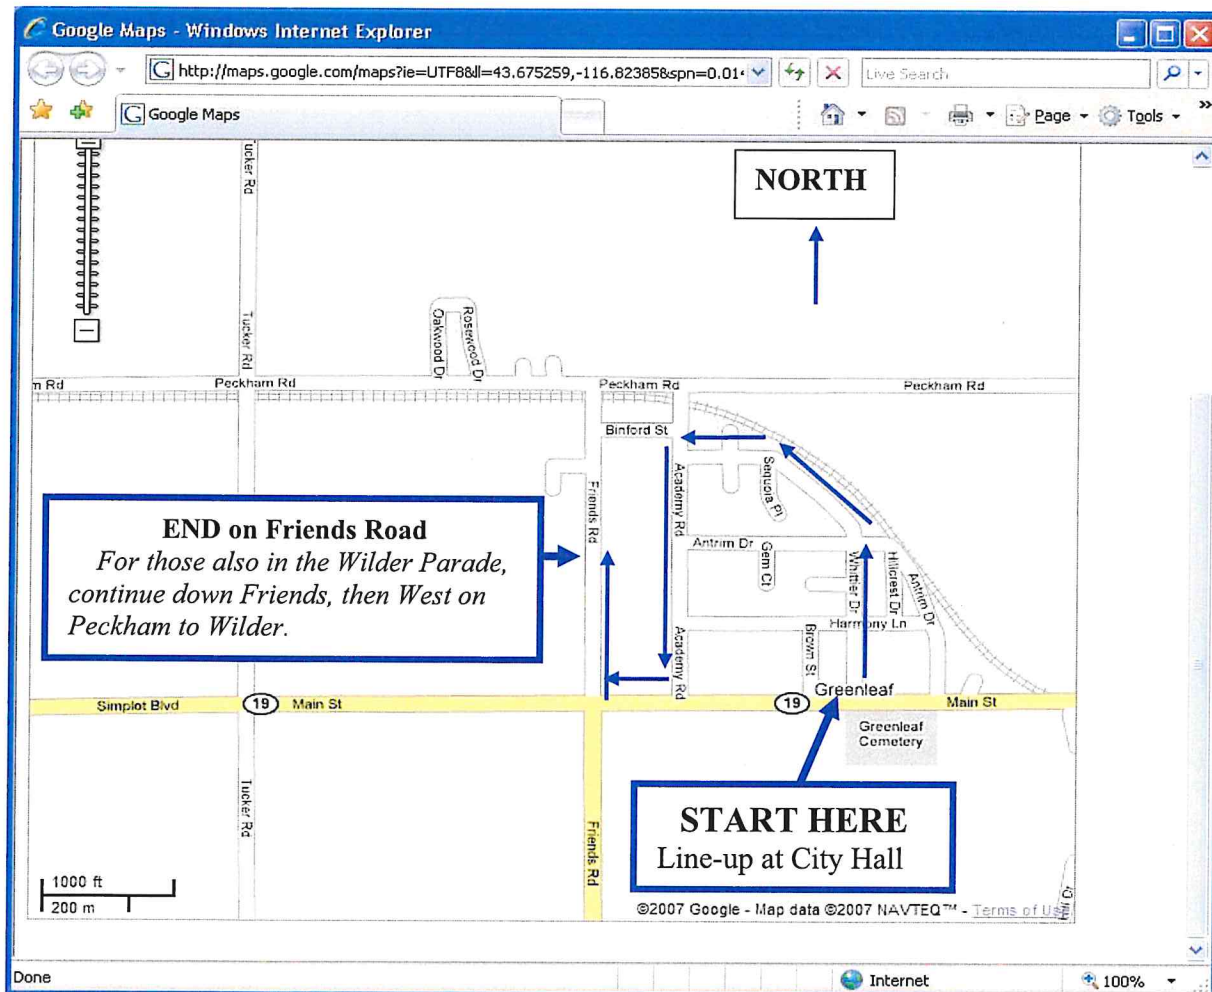 Google Maps - Windows Internet Explorer
http://maps.google.com/maps?ie=UTF8&ll=43.675259,-116.82385&spn=0.01
Live Search
Google Maps
Page
Tools
»
NORTH
Tucker Rd
Tucker Rd
Oakwood Dr
Rosewood Dr
m Rd
Peckham Rd
Peckham Rd
Peckham Rd
Binford St
Sequoia Pl
Friends Rd
Academy Rd
END on Friends Road
For those also in the Wilder Parade,
continue down Friends, then West on
Peckham to Wilder.
Antrim Dr
Gem Ct
Whittier Dr
Hillcrest Dr
Antrim Dr
Harmony Ln
Brown St
Academy Rd
Greenleaf
Simplot Blvd
19
Main St
19
Main St
Greenleaf
Cemetery
Tucker Rd
Friends Rd
START HERE
Line-up at City Hall
1000 ft
200 m
©2007 Google - Map data ©2007 NAVTEQ™ - Terms of Use
Done
Internet
100%